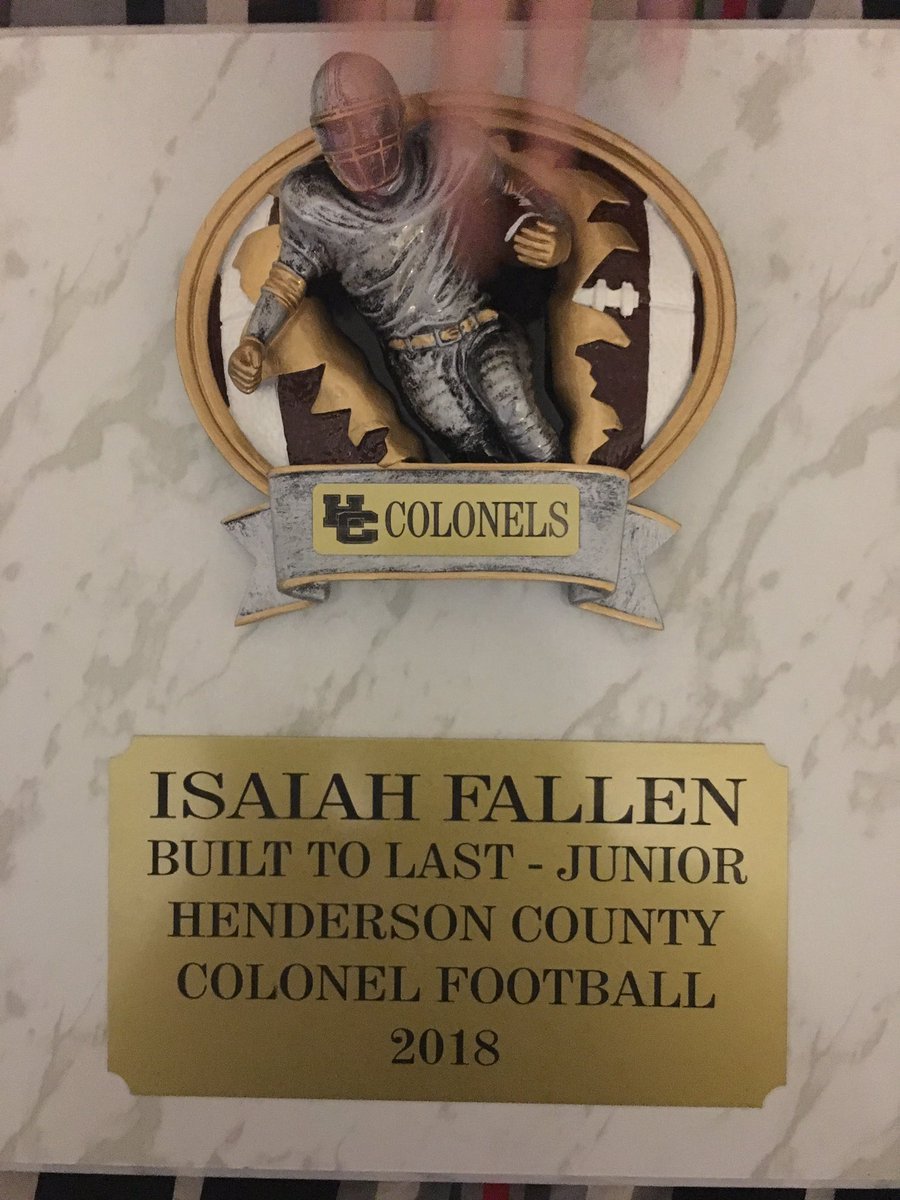 HC COLONELS
ISAIAH FALLEN
BUILT TO LAST - JUNIOR
HENDERSON COUNTY
COLONEL FOOTBALL
2018